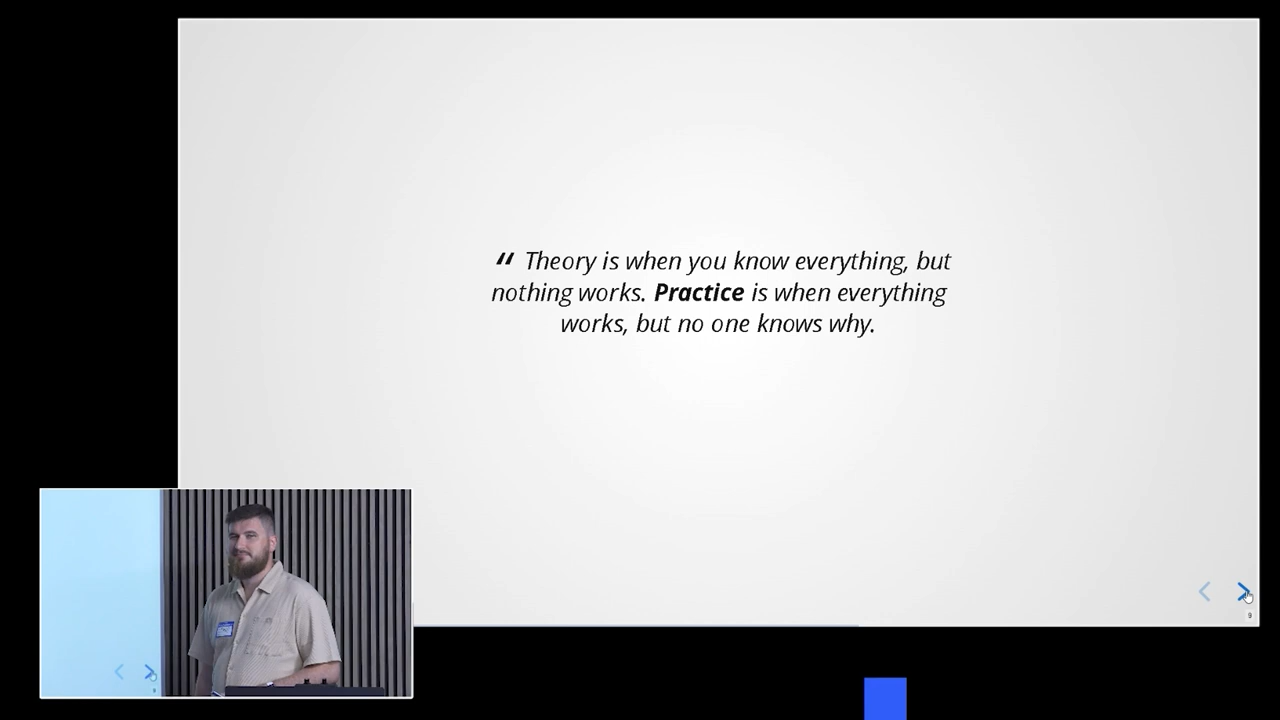 “ Theory is when you know everything, but
nothing works. Practice is when everything
works, but no one knows why.
9